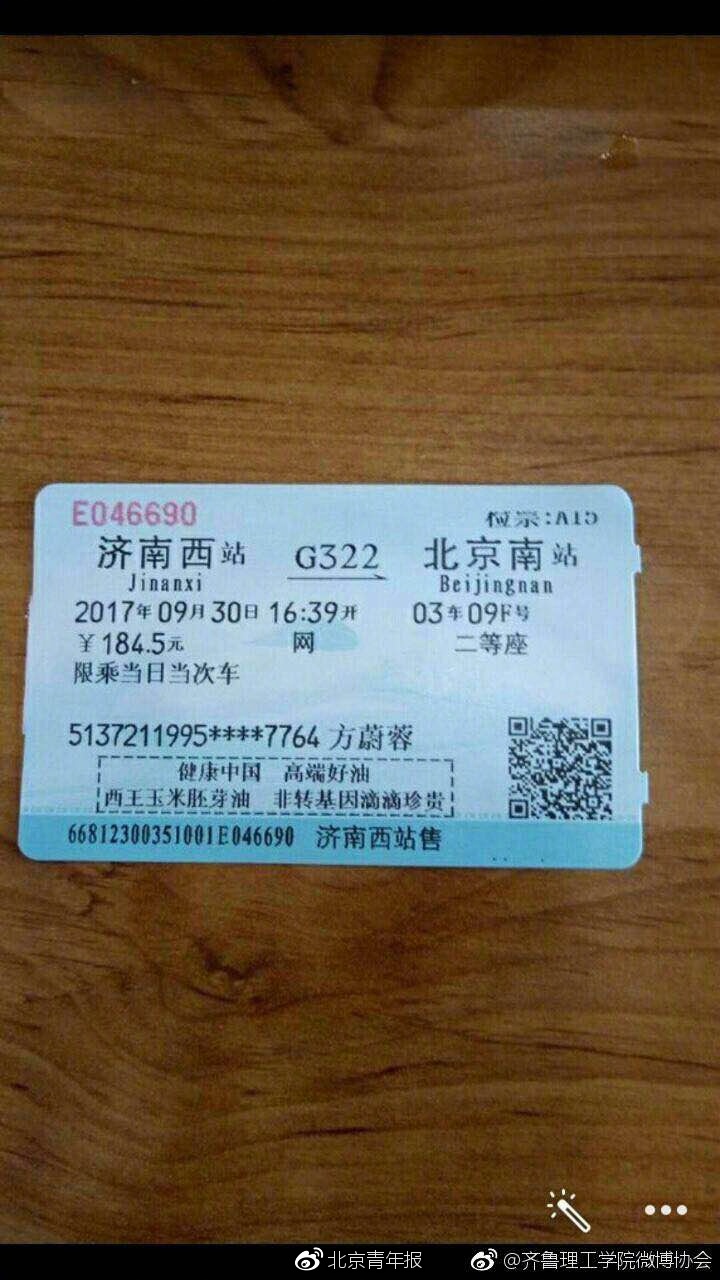 E046690 检票:A15
济南西站 G322 北京南站
Jinanxi Beijingnan
2017年09月30日 16:39开 03车09F号
￥184.5元 网 二等座
限乘当日当次车
5137211995****7764 方蔚蓉
健康中国 高端好油
西王玉米胚芽油 非转基因滴滴珍贵
66812300351001E046690 济南西站售
北京青年报 @齐鲁理工学院微博协会